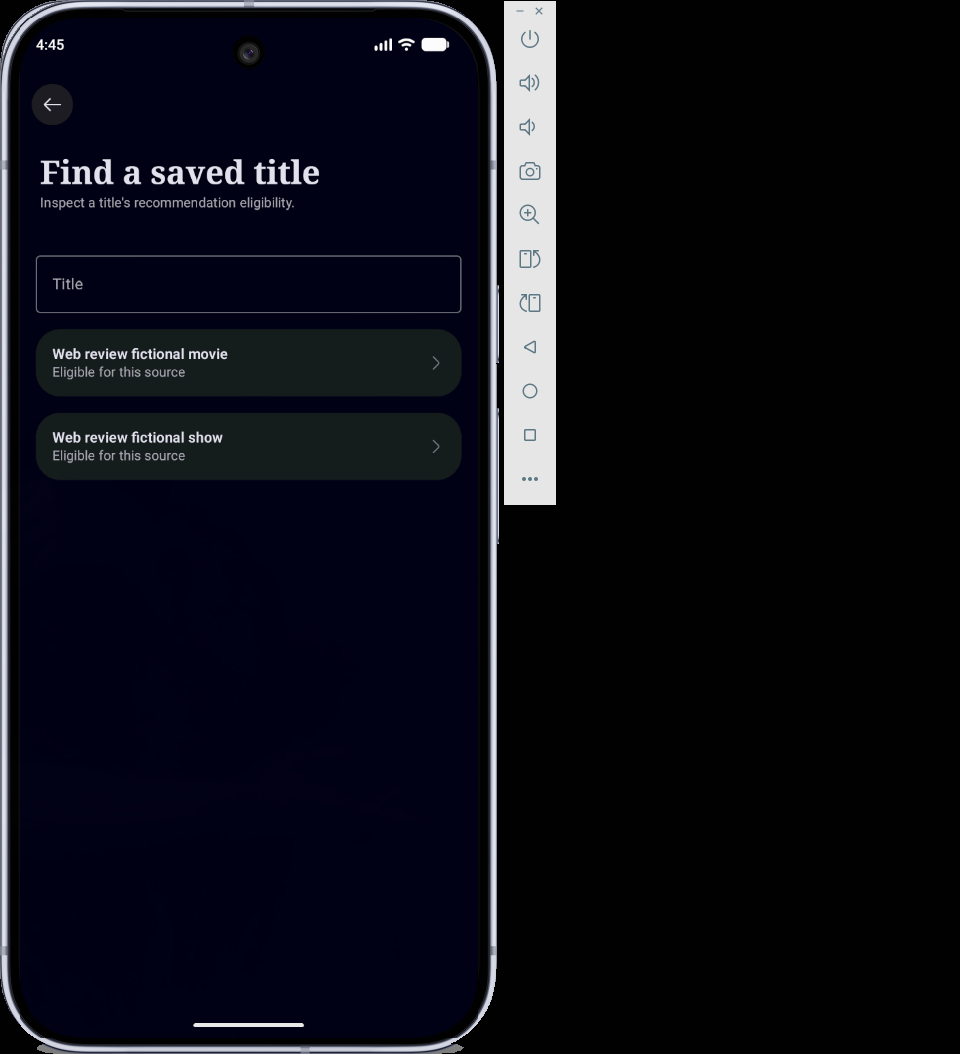 4:45
Find a saved title
Inspect a title's recommendation eligibility.
Title
Web review fictional movie
Eligible for this source
Web review fictional show
Eligible for this source